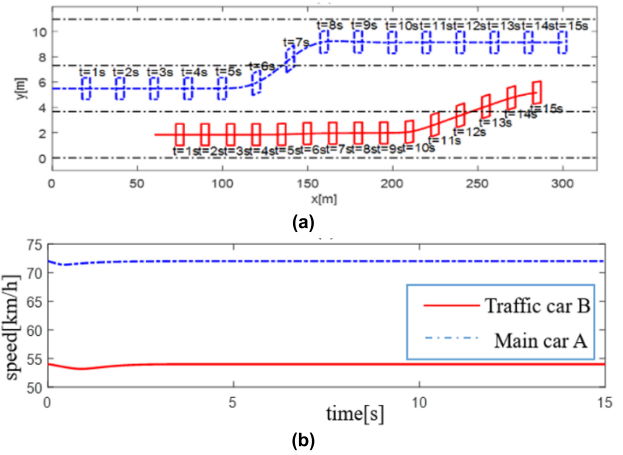 10
8
6
4
2
0
y[m]
t=8s t=9s t=10s t=11s t=12s t=13s t=14s t=15s
t=7s
t=6s
t=1s t=2s t=3s t=4s t=5s
t=1s t=2s t=3s t=4s t=5s t=6s t=7s t=8s t=9s t=10s
t=11s
t=12s
t=13s
t=14s
t=15s
0 50 100 150 200 250 300
x[m]
(a)
75
70
65
60
55
50
speed[km/h]
Traffic car B
Main car A
0 5 10 15
time[s]
(b)